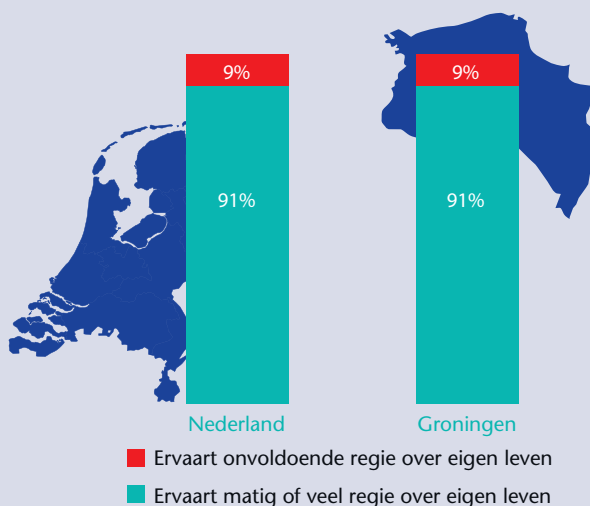 9%
9%
91%
91%
Nederland
Groningen
Ervaart onvoldoende regie over eigen leven
Ervaart matig of veel regie over eigen leven